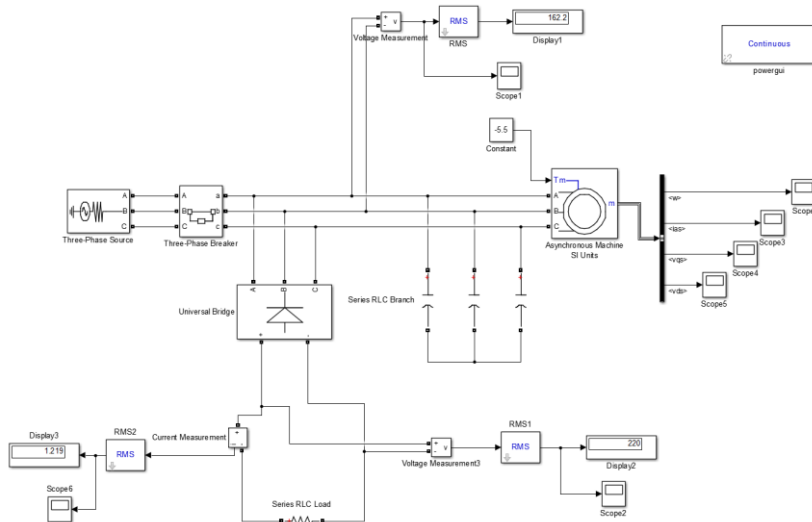 162.2
Display1
RMS
RMS
v
+
-
Voltage Measurement
Scope1
Continuous
powergui
-5.5
Constant
Tm
m
A
B
C
Asynchronous Machine
SI Units
<w>
Scope
<ias>
Scope3
<vqs>
Scope4
<vds>
Scope5
A
B
C
Three-Phase Source
A
B
C
a
b
c
Three-Phase Breaker
A
B
C
+
-
Universal Bridge
Series RLC Branch
RMS2
Display3
1.219
RMS
Current Measurement
+
-
Scope6
Series RLC Load
+
-
v
Voltage Measurement3
RMS1
RMS
220
Display2
Scope2